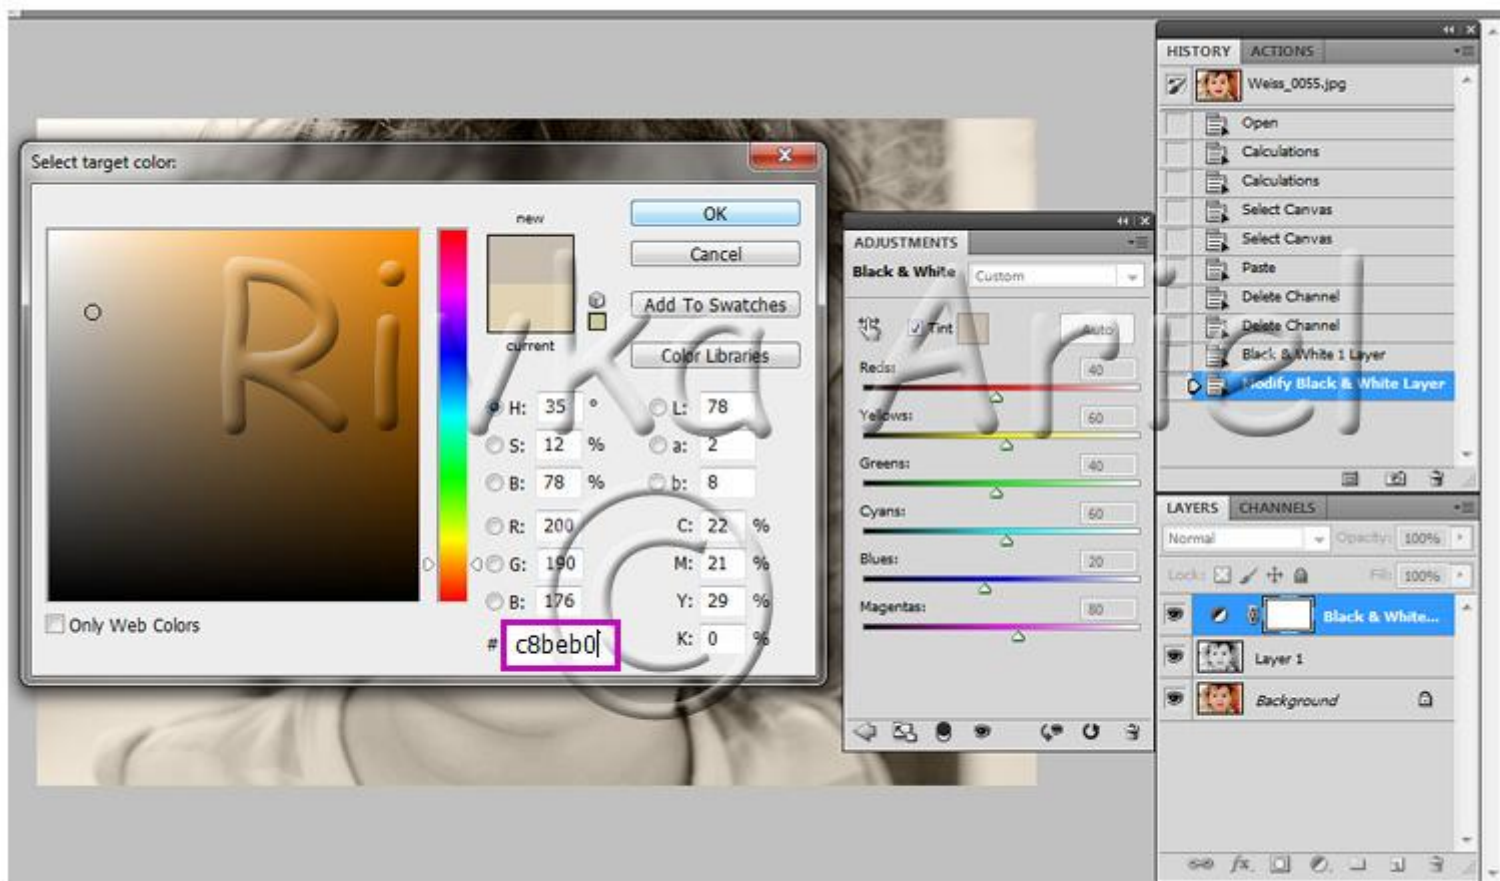 HISTORY ACTIONS
Weiss_0055.jpg
Open
Calculations
Calculations
Select Canvas
Select Canvas
Paste
Delete Channel
Delete Channel
Black & White 1 Layer
Modify Black & White Layer
Select target color:
new
current
OK
Cancel
Add To Swatches
Color Libraries
H: 35 °
S: 12 %
B: 78 %
R: 200
G: 190
B: 176
# c8beb0
L: 78
a: 2
b: 8
C: 22 %
M: 21 %
Y: 29 %
K: 0 %
Only Web Colors
ADJUSTMENTS
Black & White Custom
Tint Auto
Reds: 40
Yellows: 60
Greens: 40
Cyans: 60
Blues: 20
Magentas: 80
LAYERS CHANNELS
Normal Opacity: 100%
Lock: Fill: 100%
Black & White...
Layer 1
Background
fx.
Rivka Ariel
©